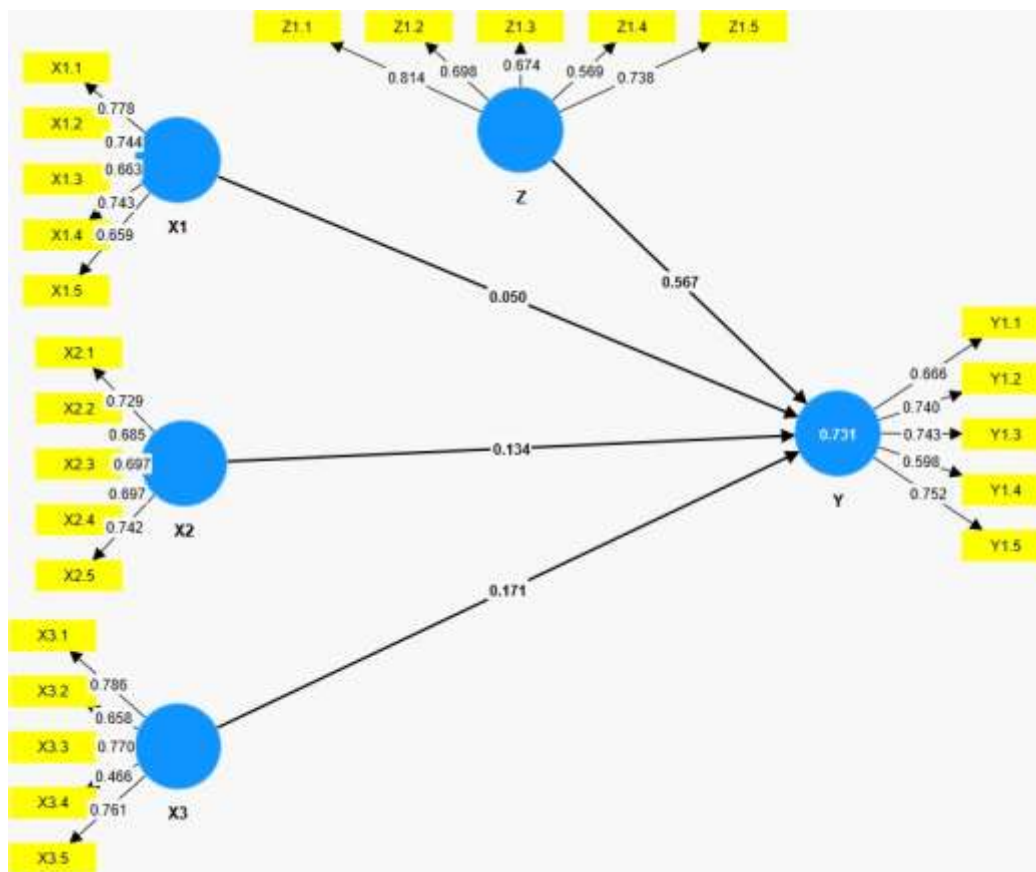 Z1.1 Z1.2 Z1.3 Z1.4 Z1.5
0.814 0.698 0.674 0.569 0.738
Z
X1.1
X1.2
X1.3
X1.4
X1.5
0.778
0.744
0.663
0.743
0.659
X1
0.050
0.567
X2.1
X2.2
X2.3
X2.4
X2.5
0.729
0.685
0.697
0.697
0.742
X2
0.134
X3.1
X3.2
X3.3
X3.4
X3.5
0.786
0.658
0.770
0.466
0.761
X3
0.171
0.731
Y
0.666
0.740
0.743
0.598
0.752
Y1.1
Y1.2
Y1.3
Y1.4
Y1.5